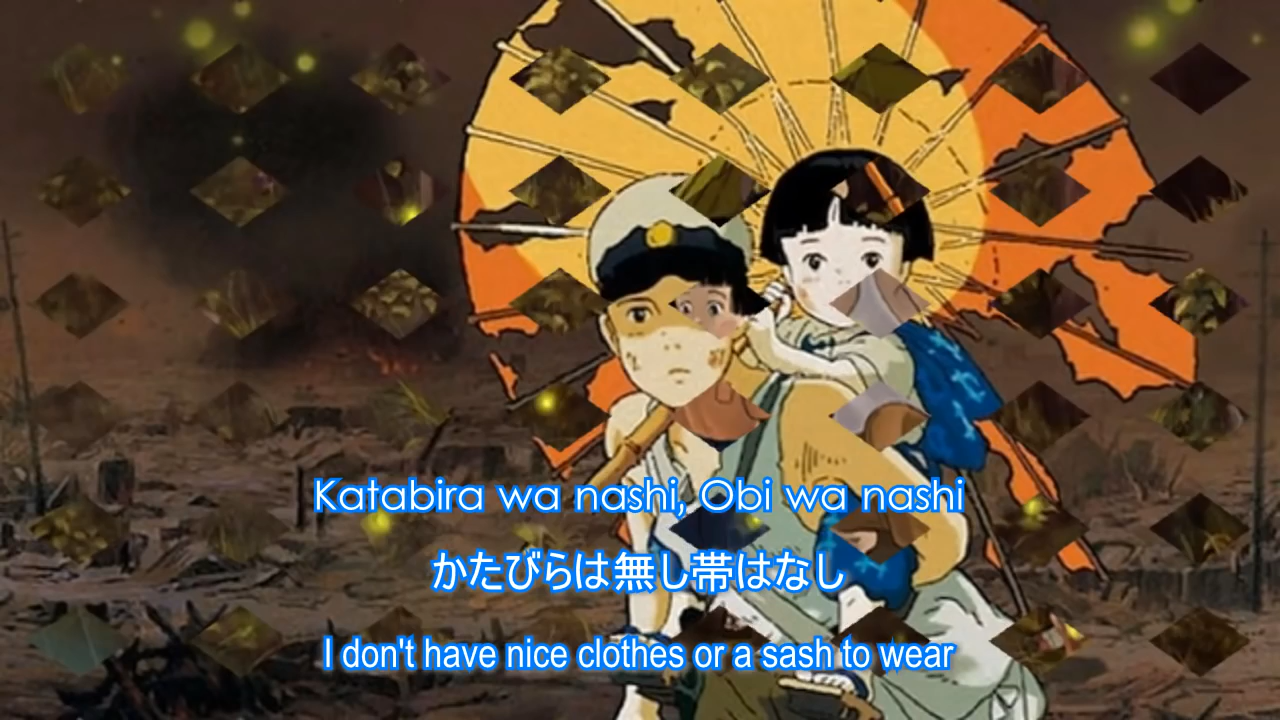 Katabira wa nashi, Obi wa nashi
かたびらは無し帯はなし
I don't have nice clothes or a sash to wear